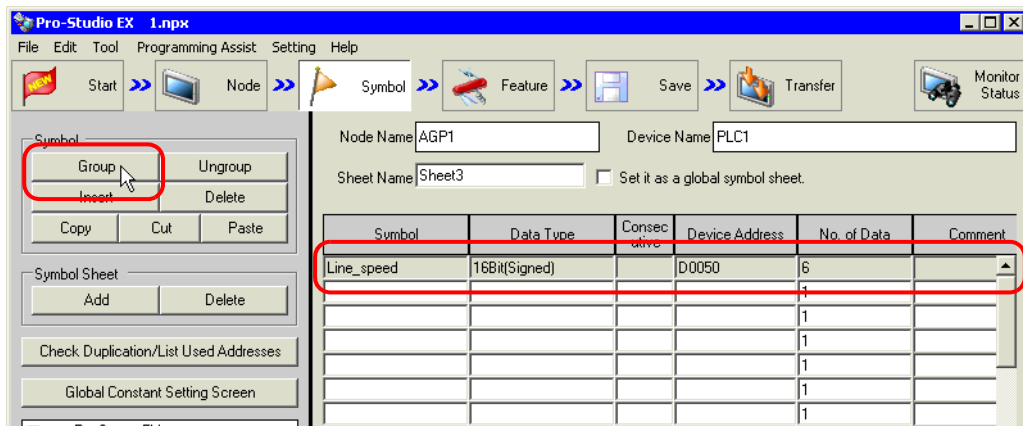 Pro-Studio EX 1.npx
File Edit Tool Programming Assist Setting Help
NEW Start Node Symbol Feature Save Transfer Monitor Status
Symbol
Group Ungroup
Insert Delete
Copy Cut Paste
Symbol Sheet
Add Delete
Check Duplication/List Used Addresses
Global Constant Setting Screen
Node Name AGP1 Device Name PLC1
Sheet Name Sheet3 Set it as a global symbol sheet.
Symbol Data Type Consecutive Device Address No. of Data Comment
Line_speed 16Bit(Signed) D0050 6
1
1
1
1
1
1